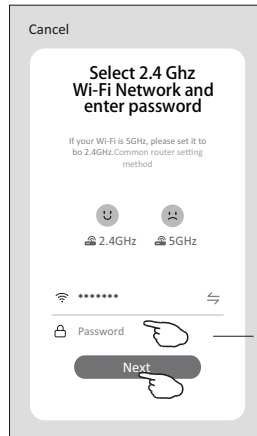 Cancel
Select 2.4 Ghz
Wi-Fi Network and
enter password
If your Wi-Fi is 5GHz, please set it to
bo 2.4GHz.Common router setting
method
2.4GHz 5GHz
*******
Password
Next